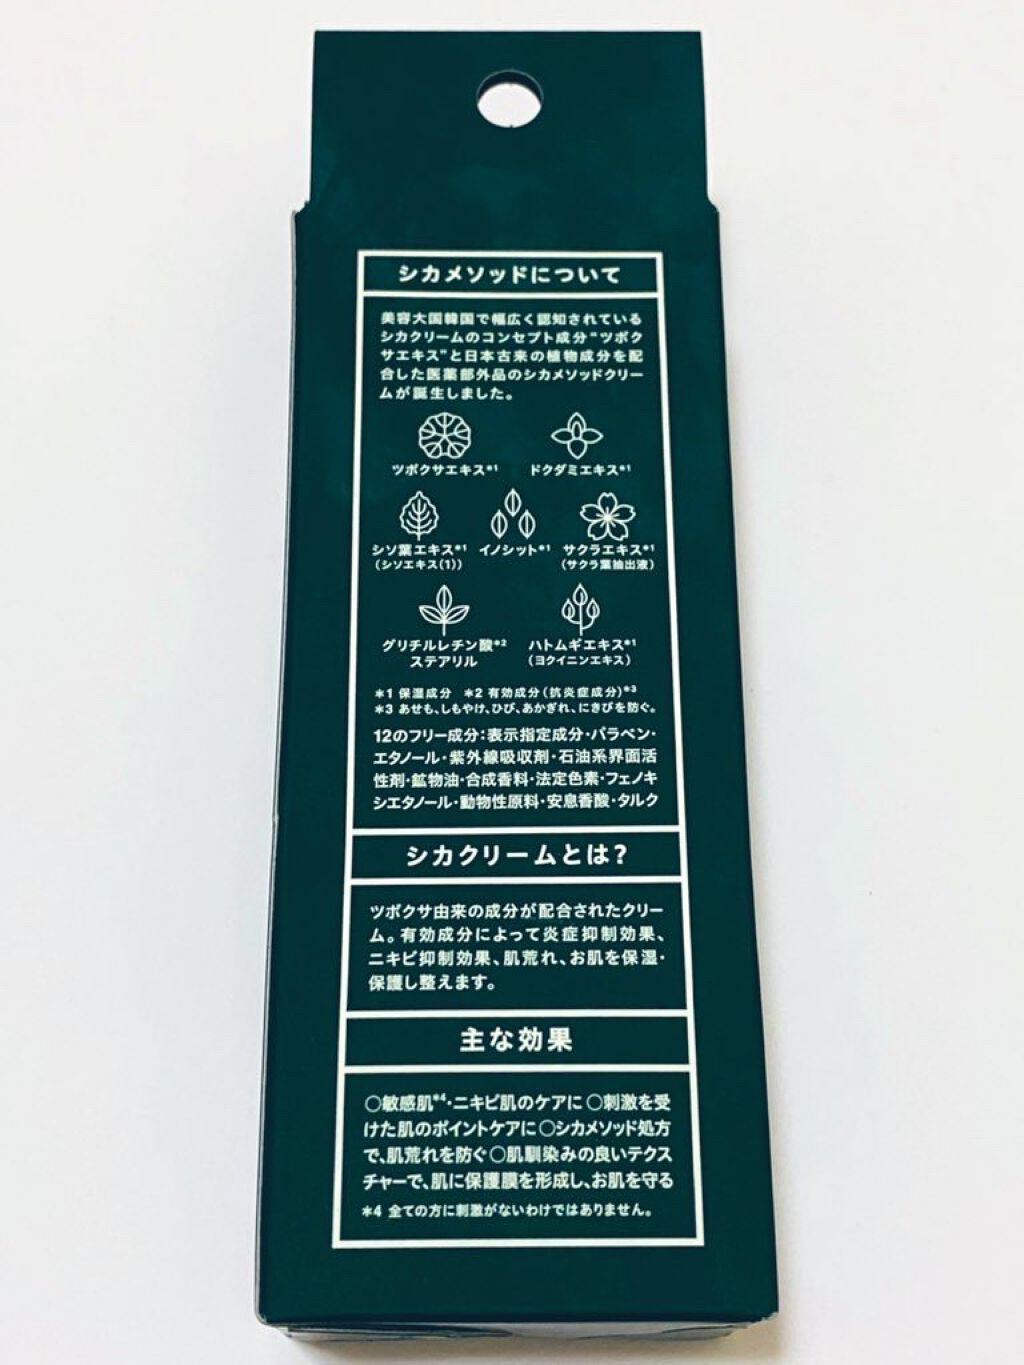 シカメソッドについて
美容大国韓国で幅広く認知されている
シカクリームのコンセプト成分“ツボク
サエキス”と日本古来の植物成分を配
合した医薬部外品のシカメソッドクリー
ムが誕生しました。
ツボクサエキス*1 ドクダミエキス*1
シソ葉エキス*1 イノシット*1 サクラエキス*1
(シソエキス(1)) (サクラ葉抽出液)
グリチルレチン酸*2 ハトムギエキス*1
ステアリル (ヨクイニンエキス)
*1 保湿成分 *2 有効成分(抗炎症成分)*3
*3 あせも、しもやけ、ひび、あかぎれ、にきびを防ぐ。
12のフリー成分:表示指定成分・パラベン・
エタノール・紫外線吸収剤・石油系界面活
性剤・鉱物油・合成香料・法定色素・フェノキ
シエタノール・動物性原料・安息香酸・タルク
シカクリームとは?
ツボクサ由来の成分が配合されたクリー
ム。有効成分によって炎症抑制効果、
ニキビ抑制効果、肌荒れ、お肌を保湿・
保護し整えます。
主な効果
○敏感肌*4・ニキビ肌のケアに ○刺激を受
けた肌のポイントケアに ○シカメソッド処方
で、肌荒れを防ぐ ○肌馴染みの良いテクス
チャーで、肌に保護膜を形成し、お肌を守る
*4 全ての方に刺激がないわけではありません。